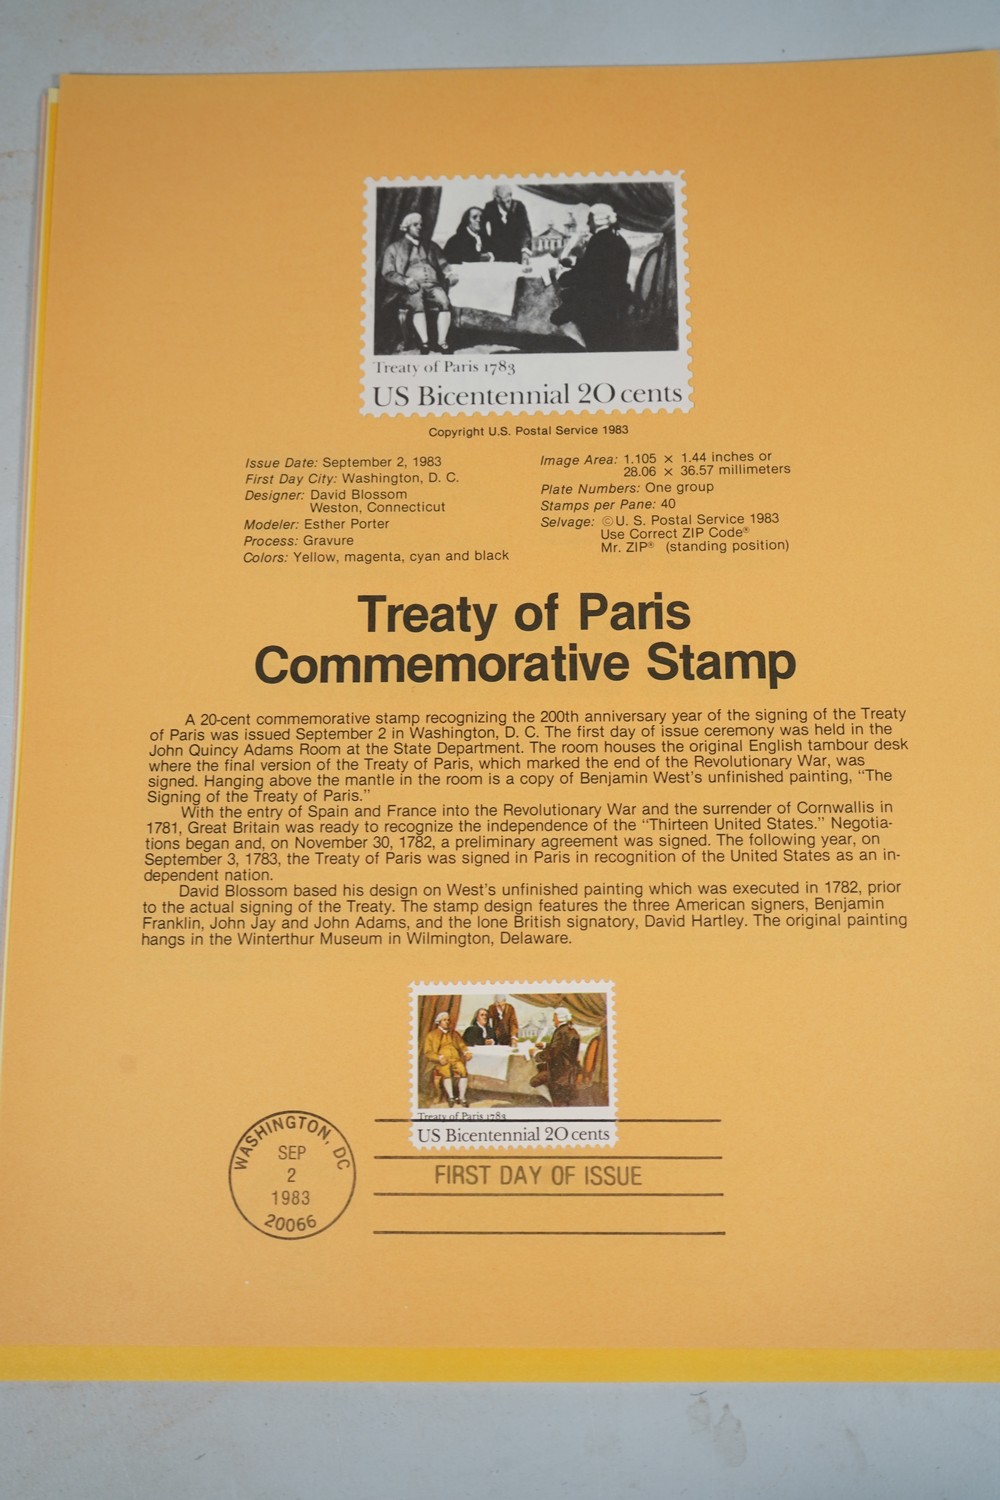 Treaty of Paris 1783
US Bicentennial 20 cents
Copyright U.S. Postal Service 1983
Issue Date: September 2, 1983
First Day City: Washington, D. C.
Designer: David Blossom
Weston, Connecticut
Modeler: Esther Porter
Process: Gravure
Colors: Yellow, magenta, cyan and black
Image Area: 1.105 × 1.44 inches or
28.06 × 36.57 millimeters
Plate Numbers: One group
Stamps per Pane: 40
Selvage: ©U. S. Postal Service 1983
Use Correct ZIP Code®
Mr. ZIP® (standing position)
Treaty of Paris
Commemorative Stamp
A 20-cent commemorative stamp recognizing the 200th anniversary year of the signing of the Treaty
of Paris was issued September 2 in Washington, D. C. The first day of issue ceremony was held in the
John Quincy Adams Room at the State Department. The room houses the original English tambour desk
where the final version of the Treaty of Paris, which marked the end of the Revolutionary War, was
signed. Hanging above the mantle in the room is a copy of Benjamin West's unfinished painting, "The
Signing of the Treaty of Paris."
With the entry of Spain and France into the Revolutionary War and the surrender of Cornwallis in
1781, Great Britain was ready to recognize the independence of the "Thirteen United States." Negotia-
tions began and, on November 30, 1782, a preliminary agreement was signed. The following year, on
September 3, 1783, the Treaty of Paris was signed in Paris in recognition of the United States as an in-
dependent nation.
David Blossom based his design on West's unfinished painting which was executed in 1782, prior
to the actual signing of the Treaty. The stamp design features the three American signers, Benjamin
Franklin, John Jay and John Adams, and the lone British signatory, David Hartley. The original painting
hangs in the Winterthur Museum in Wilmington, Delaware.
Treaty of Paris 1783
US Bicentennial 20 cents
WASHINGTON, DC
SEP
2
1983
20066
FIRST DAY OF ISSUE